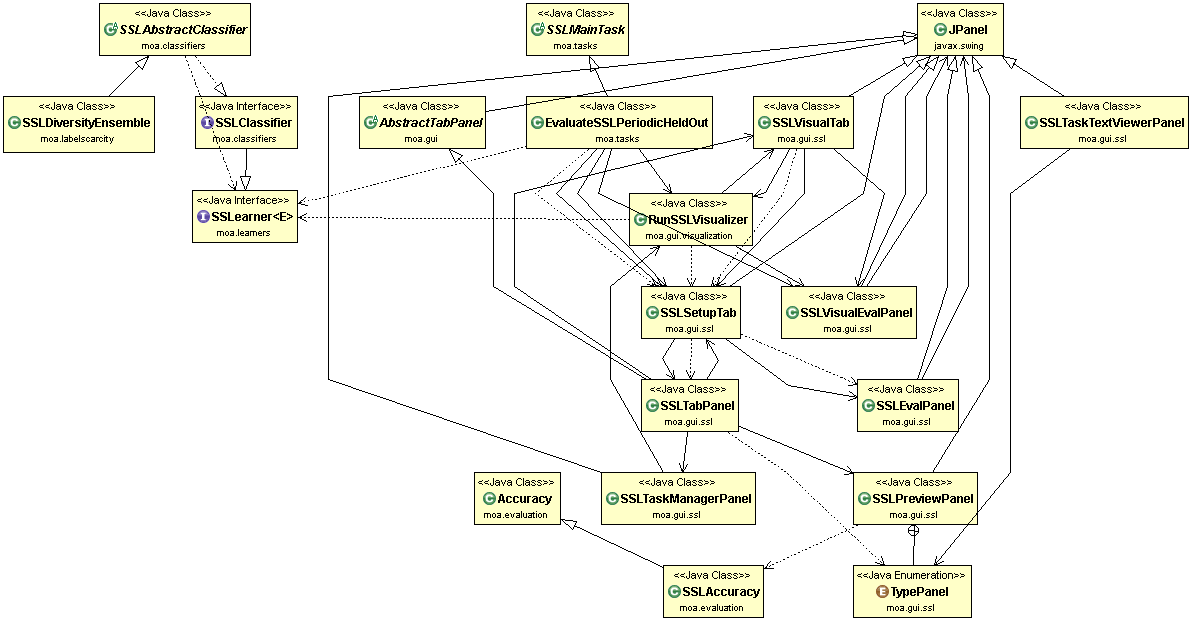 <<Java Class>>
SSLAbstractClassifier
moa.classifiers
<<Java Class>>
SSLMainTask
moa.tasks
<<Java Class>>
JPanel
javax.swing
<<Java Class>>
SSLDiversityEnsemble
moa.labelscarcity
<<Java Interface>>
SSLClassifier
moa.classifiers
<<Java Class>>
AbstractTabPanel
moa.gui
<<Java Class>>
EvaluateSSLPeriodicHeldOut
moa.tasks
<<Java Class>>
SSLVisualTab
moa.gui.ssl
<<Java Class>>
SSLTaskTextViewerPanel
moa.gui.ssl
<<Java Interface>>
SSLearner<E>
moa.learners
<<Java Class>>
RunSSLVisualizer
moa.gui.visualization
<<Java Class>>
SSLSetupTab
moa.gui.ssl
<<Java Class>>
SSLVisualEvalPanel
moa.gui.ssl
<<Java Class>>
SSLTabPanel
moa.gui.ssl
<<Java Class>>
SSLEvalPanel
moa.gui.ssl
<<Java Class>>
Accuracy
moa.evaluation
<<Java Class>>
SSLTaskManagerPanel
moa.gui.ssl
<<Java Class>>
SSLPreviewPanel
moa.gui.ssl
<<Java Class>>
SSLAccuracy
moa.evaluation
<<Java Enumeration>>
TypePanel
moa.gui.ssl